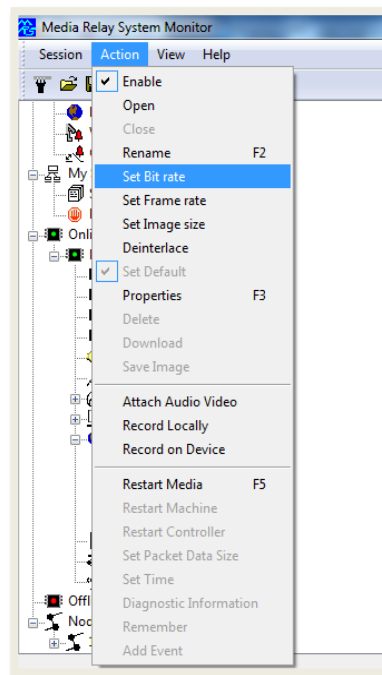 Media Relay System Monitor
Session Action View Help
Enable
Open
Close
Rename F2
My
Set Bit rate
Set Frame rate
Set Image size
Onli
Deinterlace
Set Default
Properties F3
Delete
Download
Save Image
Attach Audio Video
Record Locally
Record on Device
Restart Media F5
Restart Machine
Restart Controller
Set Packet Data Size
Set Time
Offl
Diagnostic Information
Nod
Remember
Add Event